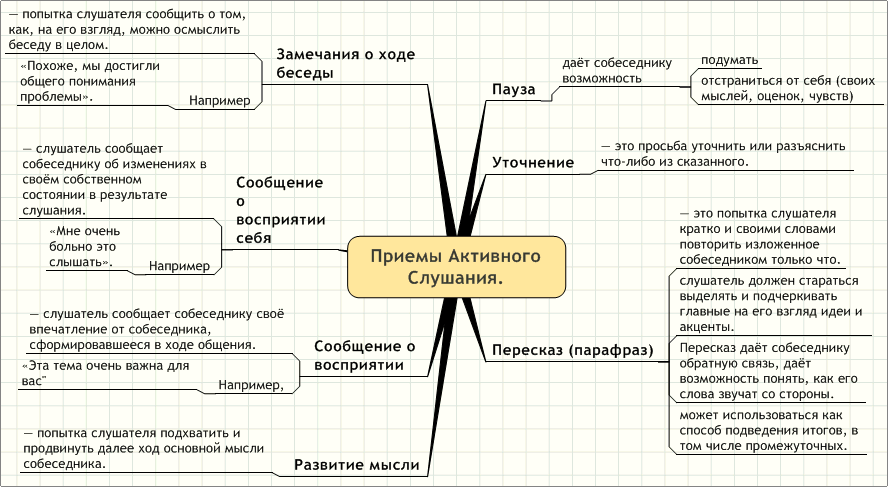 Приемы Активного
Слушания.
Пауза
даёт собеседнику
возможность
подумать
отстраниться от себя (своих
мыслей, оценок, чувств)
Уточнение
— это просьба уточнить или разъяснить
что-либо из сказанного.
Пересказ (парафраз)
— это попытка слушателя
кратко и своими словами
повторить изложенное
собеседником только что.
слушатель должен стараться
выделять и подчеркивать
главные на его взгляд идеи и
акценты.
Пересказ даёт собеседнику
обратную связь, даёт
возможность понять, как его
слова звучат со стороны.
может использоваться как
способ подведения итогов, в
том числе промежуточных.
Замечания о ходе
беседы
— попытка слушателя сообщить о том,
как, на его взгляд, можно осмыслить
беседу в целом.
Например
«Похоже, мы достигли
общего понимания
проблемы».
Сообщение
о
восприятии
себя
— слушатель сообщает
собеседнику об изменениях в
своём собственном
состоянии в результате
слушания.
Например
«Мне очень
больно это
слышать».
Сообщение о
восприятии
— слушатель сообщает собеседнику своё
впечатление от собеседника,
сформировавшееся в ходе общения.
Например,
«Эта тема очень важна для
вас"
Развитие мысли
— попытка слушателя подхватить и
продвинуть далее ход основной мысли
собеседника.